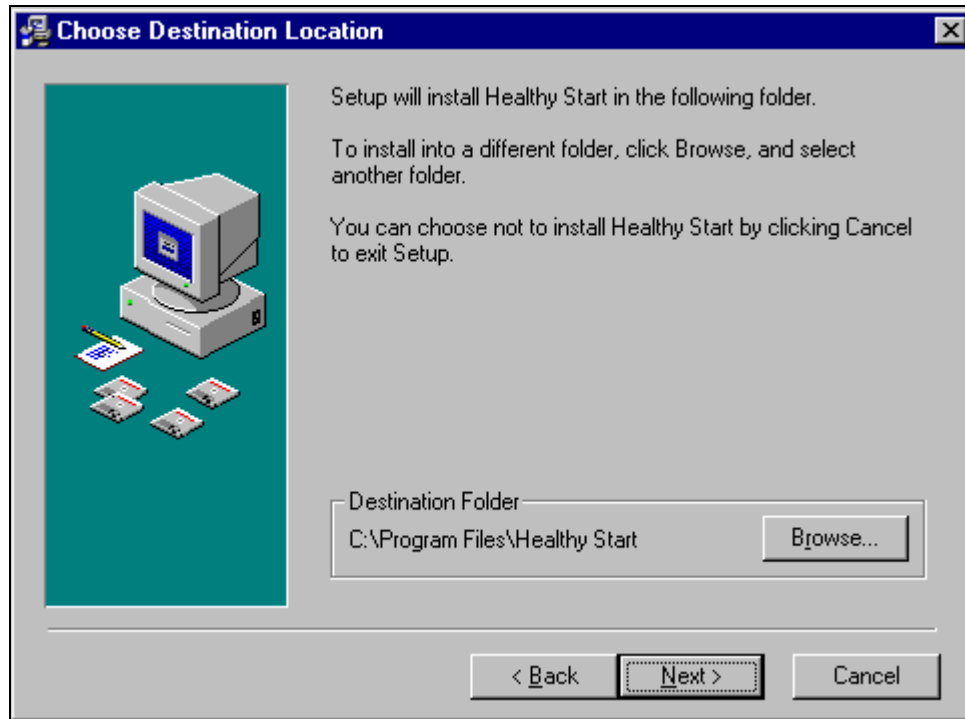 Choose Destination Location
Setup will install Healthy Start in the following folder.
To install into a different folder, click Browse, and select
another folder.
You can choose not to install Healthy Start by clicking Cancel
to exit Setup.
Destination Folder
C:\Program Files\Healthy Start
Browse...
< Back
Next >
Cancel